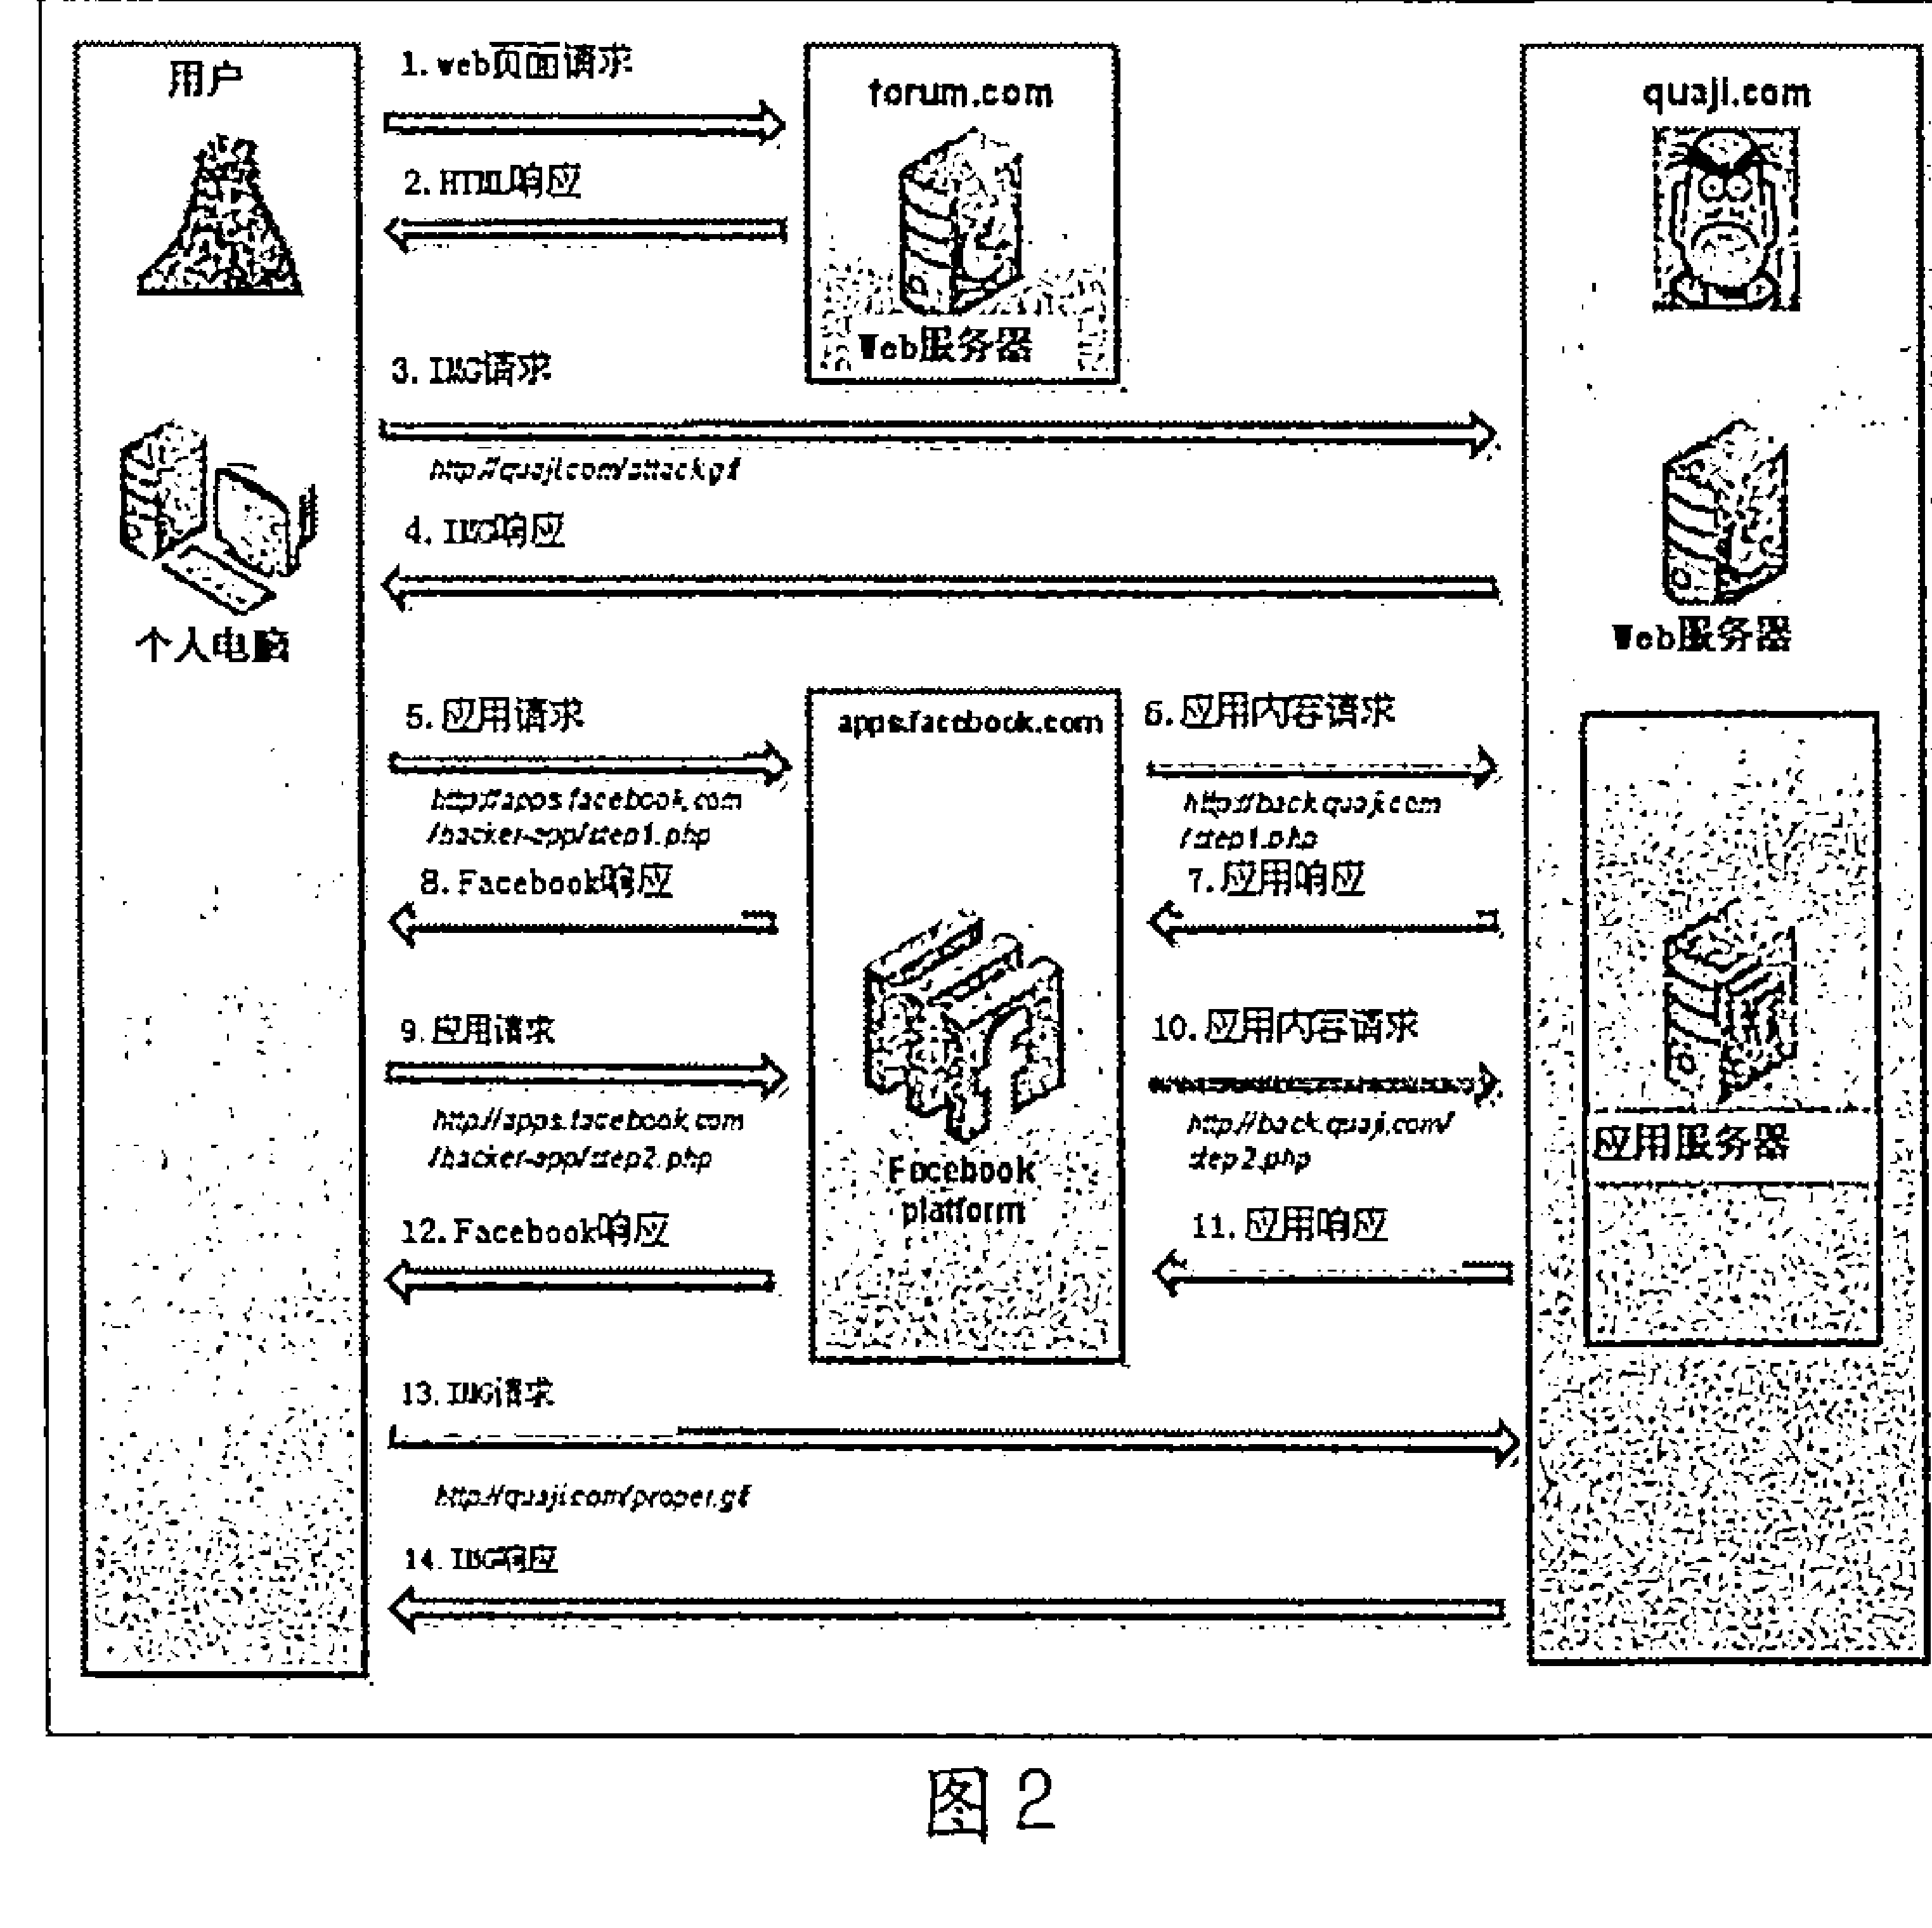 用户
1. web页面请求
forum.com
quaji.com
2. HTML响应
Web服务器
3. IMG请求
http://quaji.com/attack.gif
4. IMG响应
个人电脑
Web服务器
5. 应用请求
apps.facebook.com
6. 应用内容请求
http://apps.facebook.com
/hacker-app/step1.php
http://back.quaji.com
/step1.php
8. Facebook响应
7. 应用响应
9. 应用请求
10. 应用内容请求
http://apps.facebook.com
/hacker-app/step2.php
http://back.quaji.com/
step2.php
应用服务器
Facebook
platform
12. Facebook响应
11. 应用响应
13. IMG请求
http://quaji.com/proper.gif
14. IMG响应
图 2